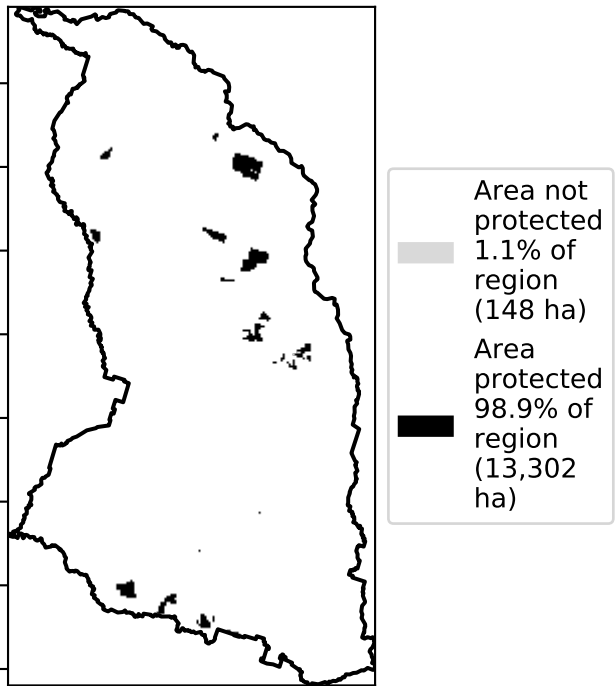 Area not
protected
1.1% of
region
(148 ha)
Area
protected
98.9% of
region
(13,302
ha)